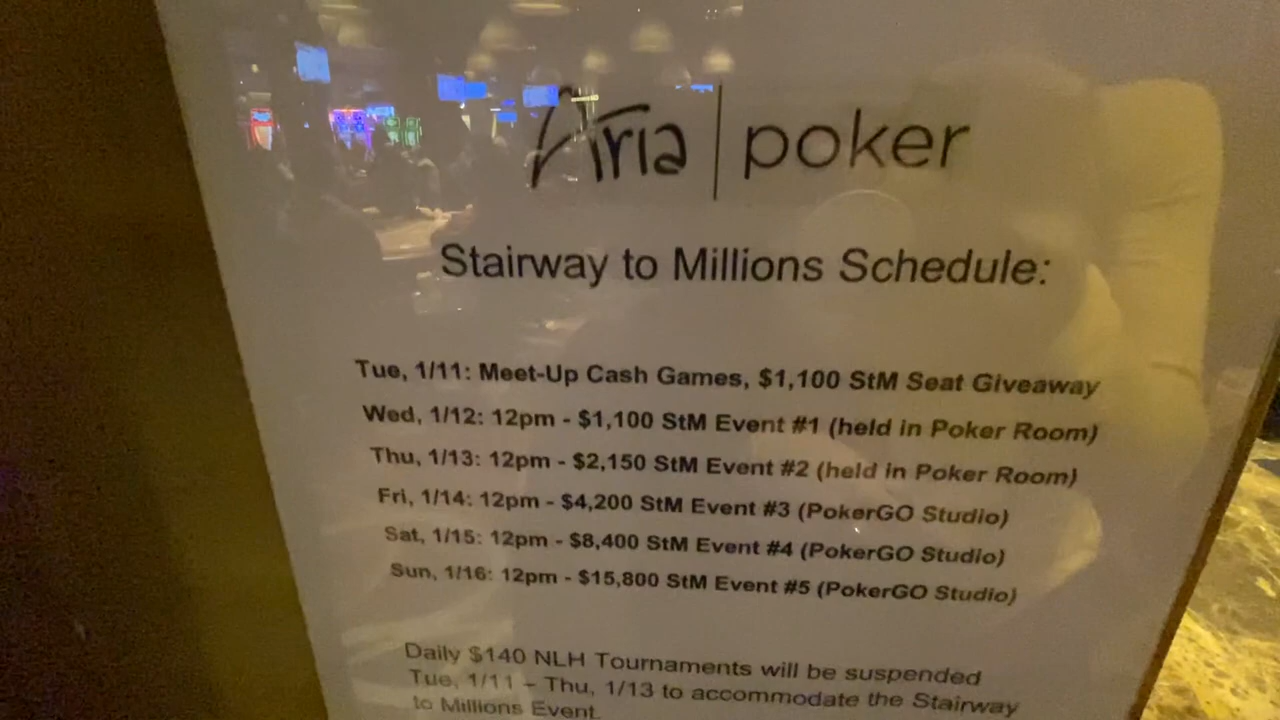 Aria | poker
Stairway to Millions Schedule:
Tue, 1/11: Meet-Up Cash Games, $1,100 StM Seat Giveaway
Wed, 1/12: 12pm - $1,100 StM Event #1 (held in Poker Room)
Thu, 1/13: 12pm - $2,150 StM Event #2 (held in Poker Room)
Fri, 1/14: 12pm - $4,200 StM Event #3 (PokerGO Studio)
Sat, 1/15: 12pm - $8,400 StM Event #4 (PokerGO Studio)
Sun, 1/16: 12pm - $15,800 StM Event #5 (PokerGO Studio)
Daily $140 NLH Tournaments will be suspended
Tue, 1/11 – Thu, 1/13 to accommodate the Stairway
to Millions Event.